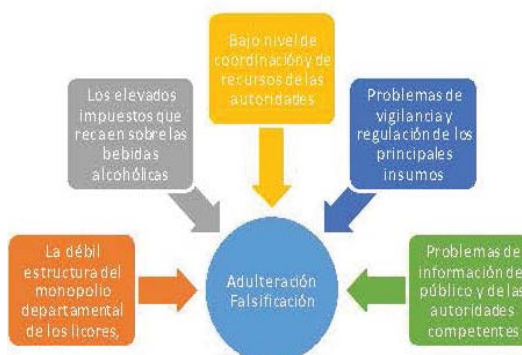 Bajo nivel de
coordinación y de
recursos de las
autoridades
Los elevados
impuestos que
recaen sobre las
bebidas
alcohólicas
Problemas de
vigilancia y
regulación de los
principales
insumos
La débil
estructura del
monopolio
departamental
de los licores,
Adulteración
Falsificación
Problemas de
información del
público y de las
autoridades
competentes